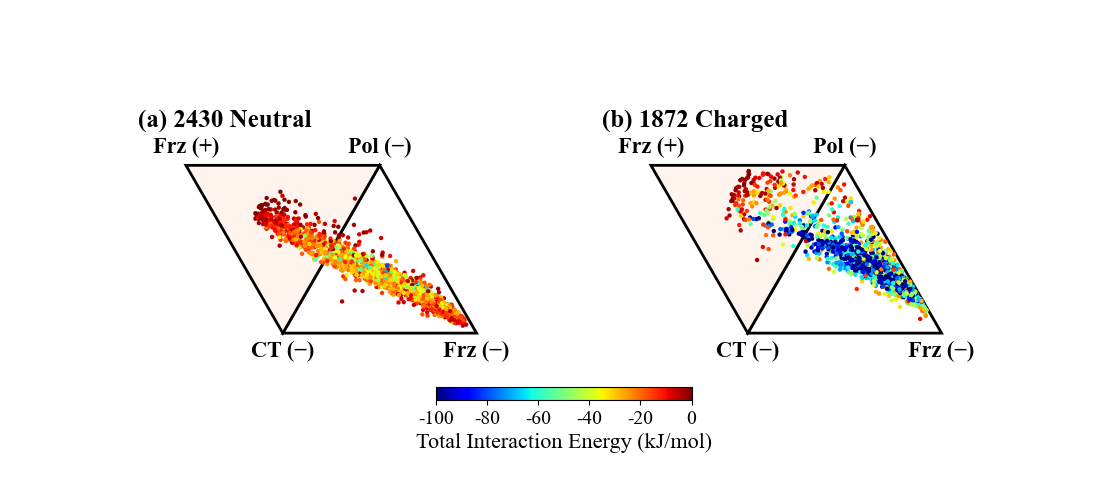 (a) 2430 Neutral
(b) 1872 Charged
Frz (+)
Pol (−)
Frz (+)
Pol (−)
CT (−)
Frz (−)
CT (−)
Frz (−)
-100
-80
-60
-40
-20
0
Total Interaction Energy (kJ/mol)